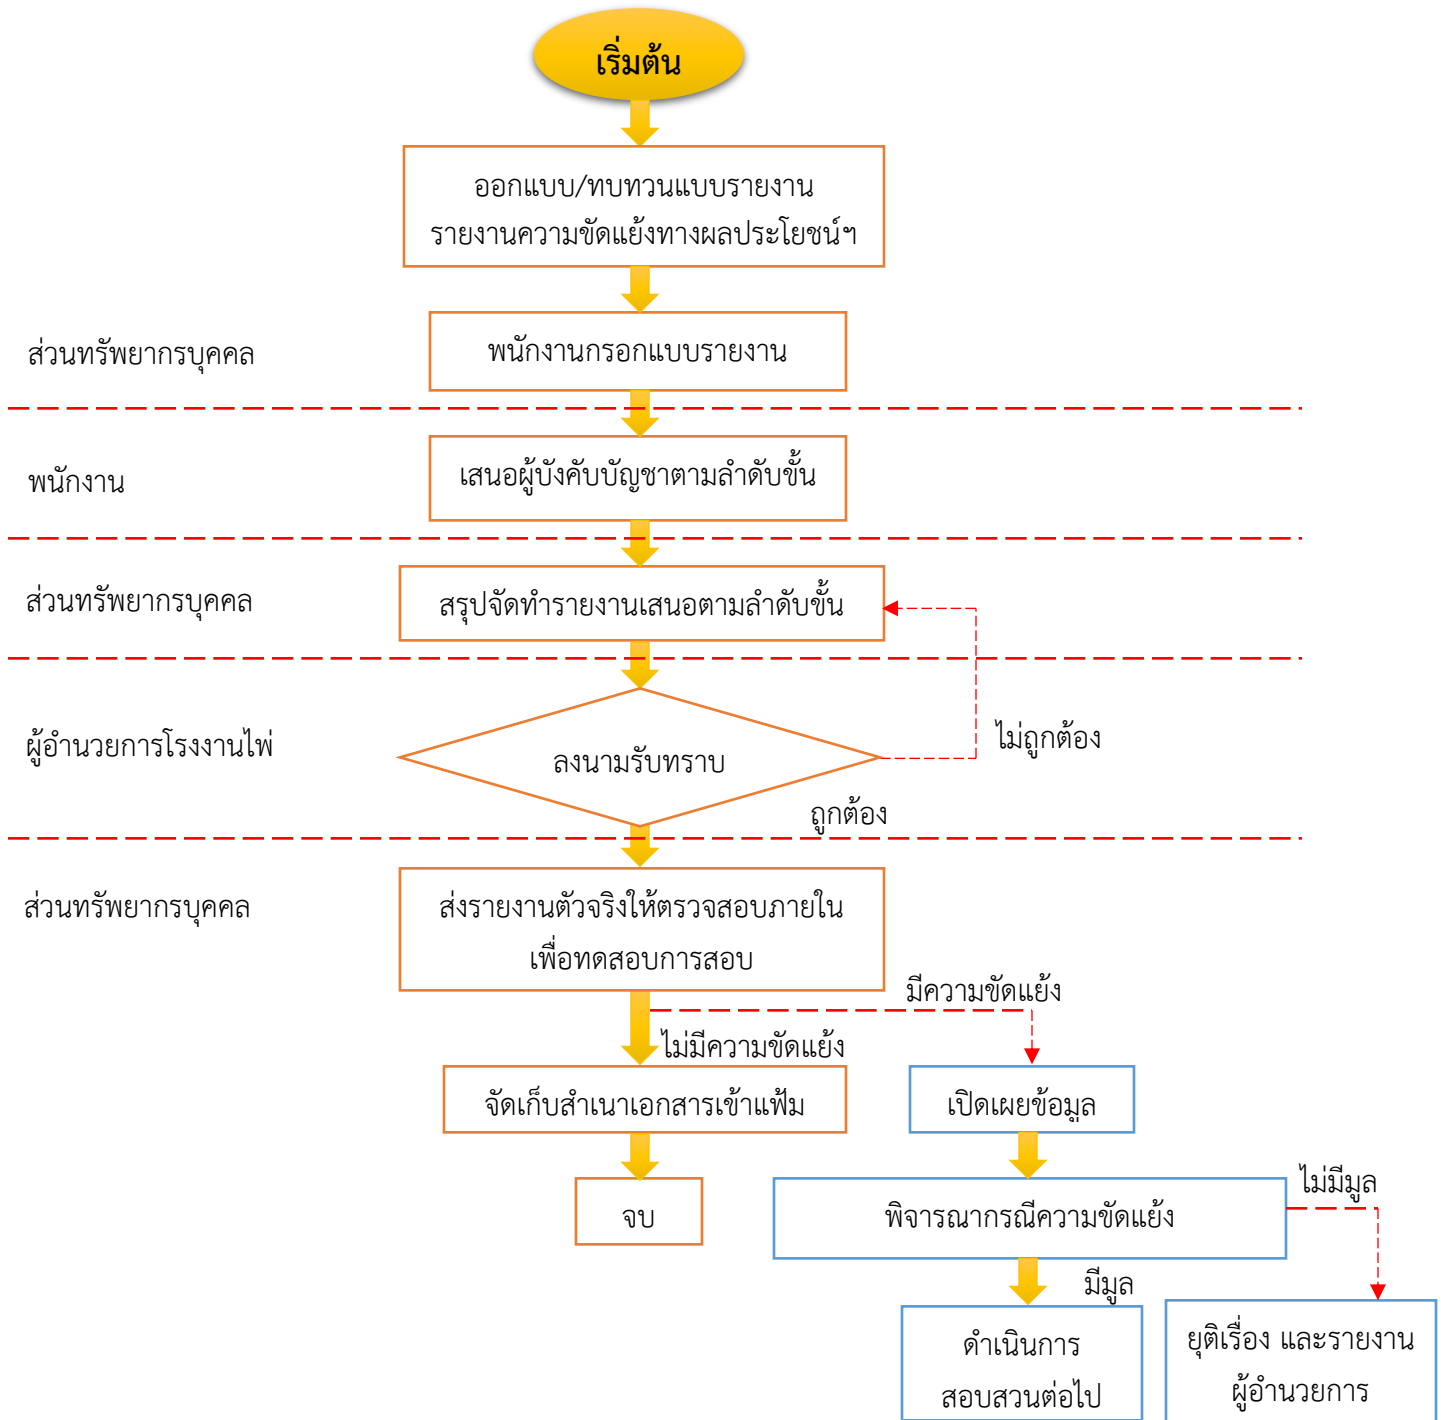 เริ่มต้น
ออกแบบ/ทบทวนแบบรายงาน
รายงานความขัดแย้งทางผลประโยชน์ฯ
ส่วนทรัพยากรบุคคล
พนักงานกรอกแบบรายงาน
พนักงาน
เสนอผู้บังคับบัญชาตามลำดับขั้น
ส่วนทรัพยากรบุคคล
สรุปจัดทำรายงานเสนอตามลำดับขั้น
ผู้อำนวยการโรงงานไพ่
ลงนามรับทราบ
ไม่ถูกต้อง
ถูกต้อง
ส่วนทรัพยากรบุคคล
ส่งรายงานตัวจริงให้ตรวจสอบภายใน
เพื่อทดสอบการสอบ
มีความขัดแย้ง
ไม่มีความขัดแย้ง
จัดเก็บสำเนาเอกสารเข้าแฟ้ม
เปิดเผยข้อมูล
จบ
พิจารณากรณีความขัดแย้ง
ไม่มีมูล
มีมูล
ดำเนินการ
สอบสวนต่อไป
ยุติเรื่อง และรายงาน
ผู้อำนวยการ